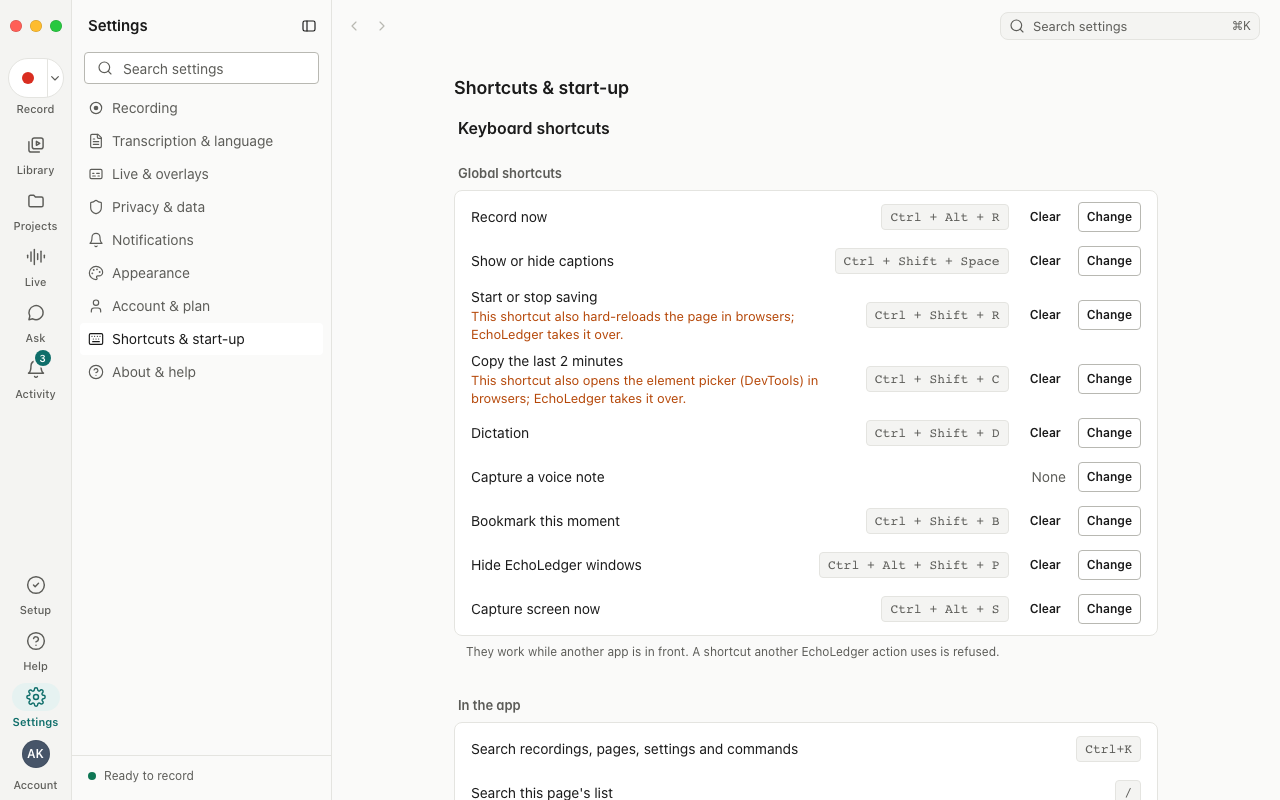 Record
Library
Projects
Live
Ask
3
Activity
Setup
Help
Settings
AK
Account
Settings
Search settings
Recording
Transcription & language
Live & overlays
Privacy & data
Notifications
Appearance
Account & plan
Shortcuts & start-up
About & help
Ready to record
Search settings ⌘K
Shortcuts & start-up
Keyboard shortcuts
Global shortcuts
Record now Ctrl + Alt + R Clear Change
Show or hide captions Ctrl + Shift + Space Clear Change
Start or stop saving
This shortcut also hard-reloads the page in browsers;
EchoLedger takes it over.
Ctrl + Shift + R Clear Change
Copy the last 2 minutes
This shortcut also opens the element picker (DevTools) in
browsers; EchoLedger takes it over.
Ctrl + Shift + C Clear Change
Dictation Ctrl + Shift + D Clear Change
Capture a voice note None Change
Bookmark this moment Ctrl + Shift + B Clear Change
Hide EchoLedger windows Ctrl + Alt + Shift + P Clear Change
Capture screen now Ctrl + Alt + S Clear Change
They work while another app is in front. A shortcut another EchoLedger action uses is refused.
In the app
Search recordings, pages, settings and commands Ctrl+K
Search this page's list /